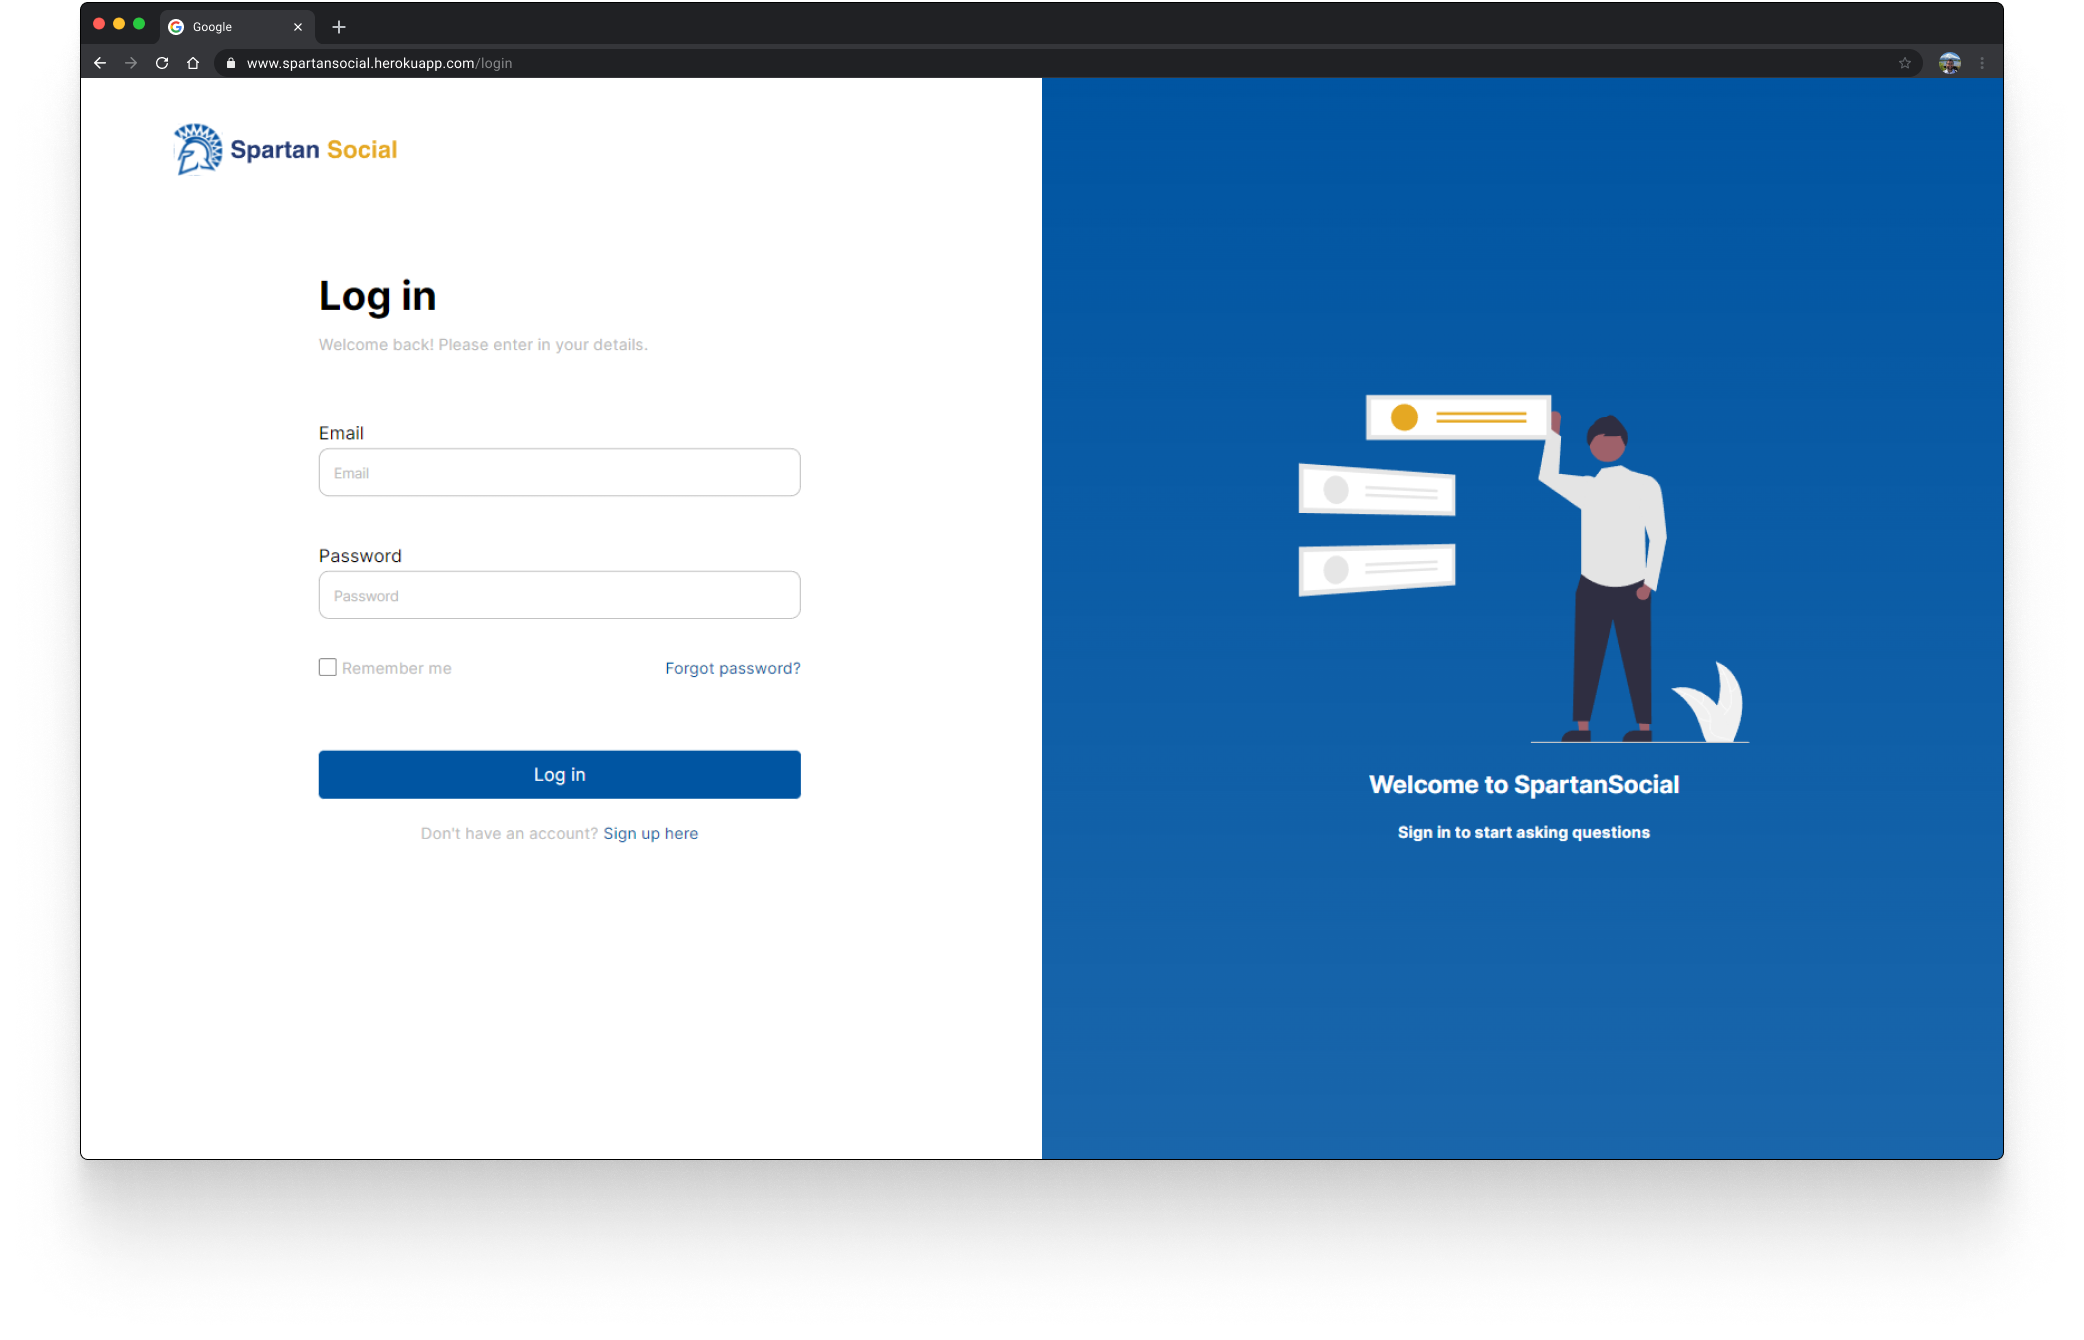 Google
www.spartansocial.herokuapp.com/login
Spartan Social
Log in
Welcome back! Please enter in your details.
Email
Email
Password
Password
Remember me
Forgot password?
Log in
Don't have an account? Sign up here
Welcome to SpartanSocial
Sign in to start asking questions